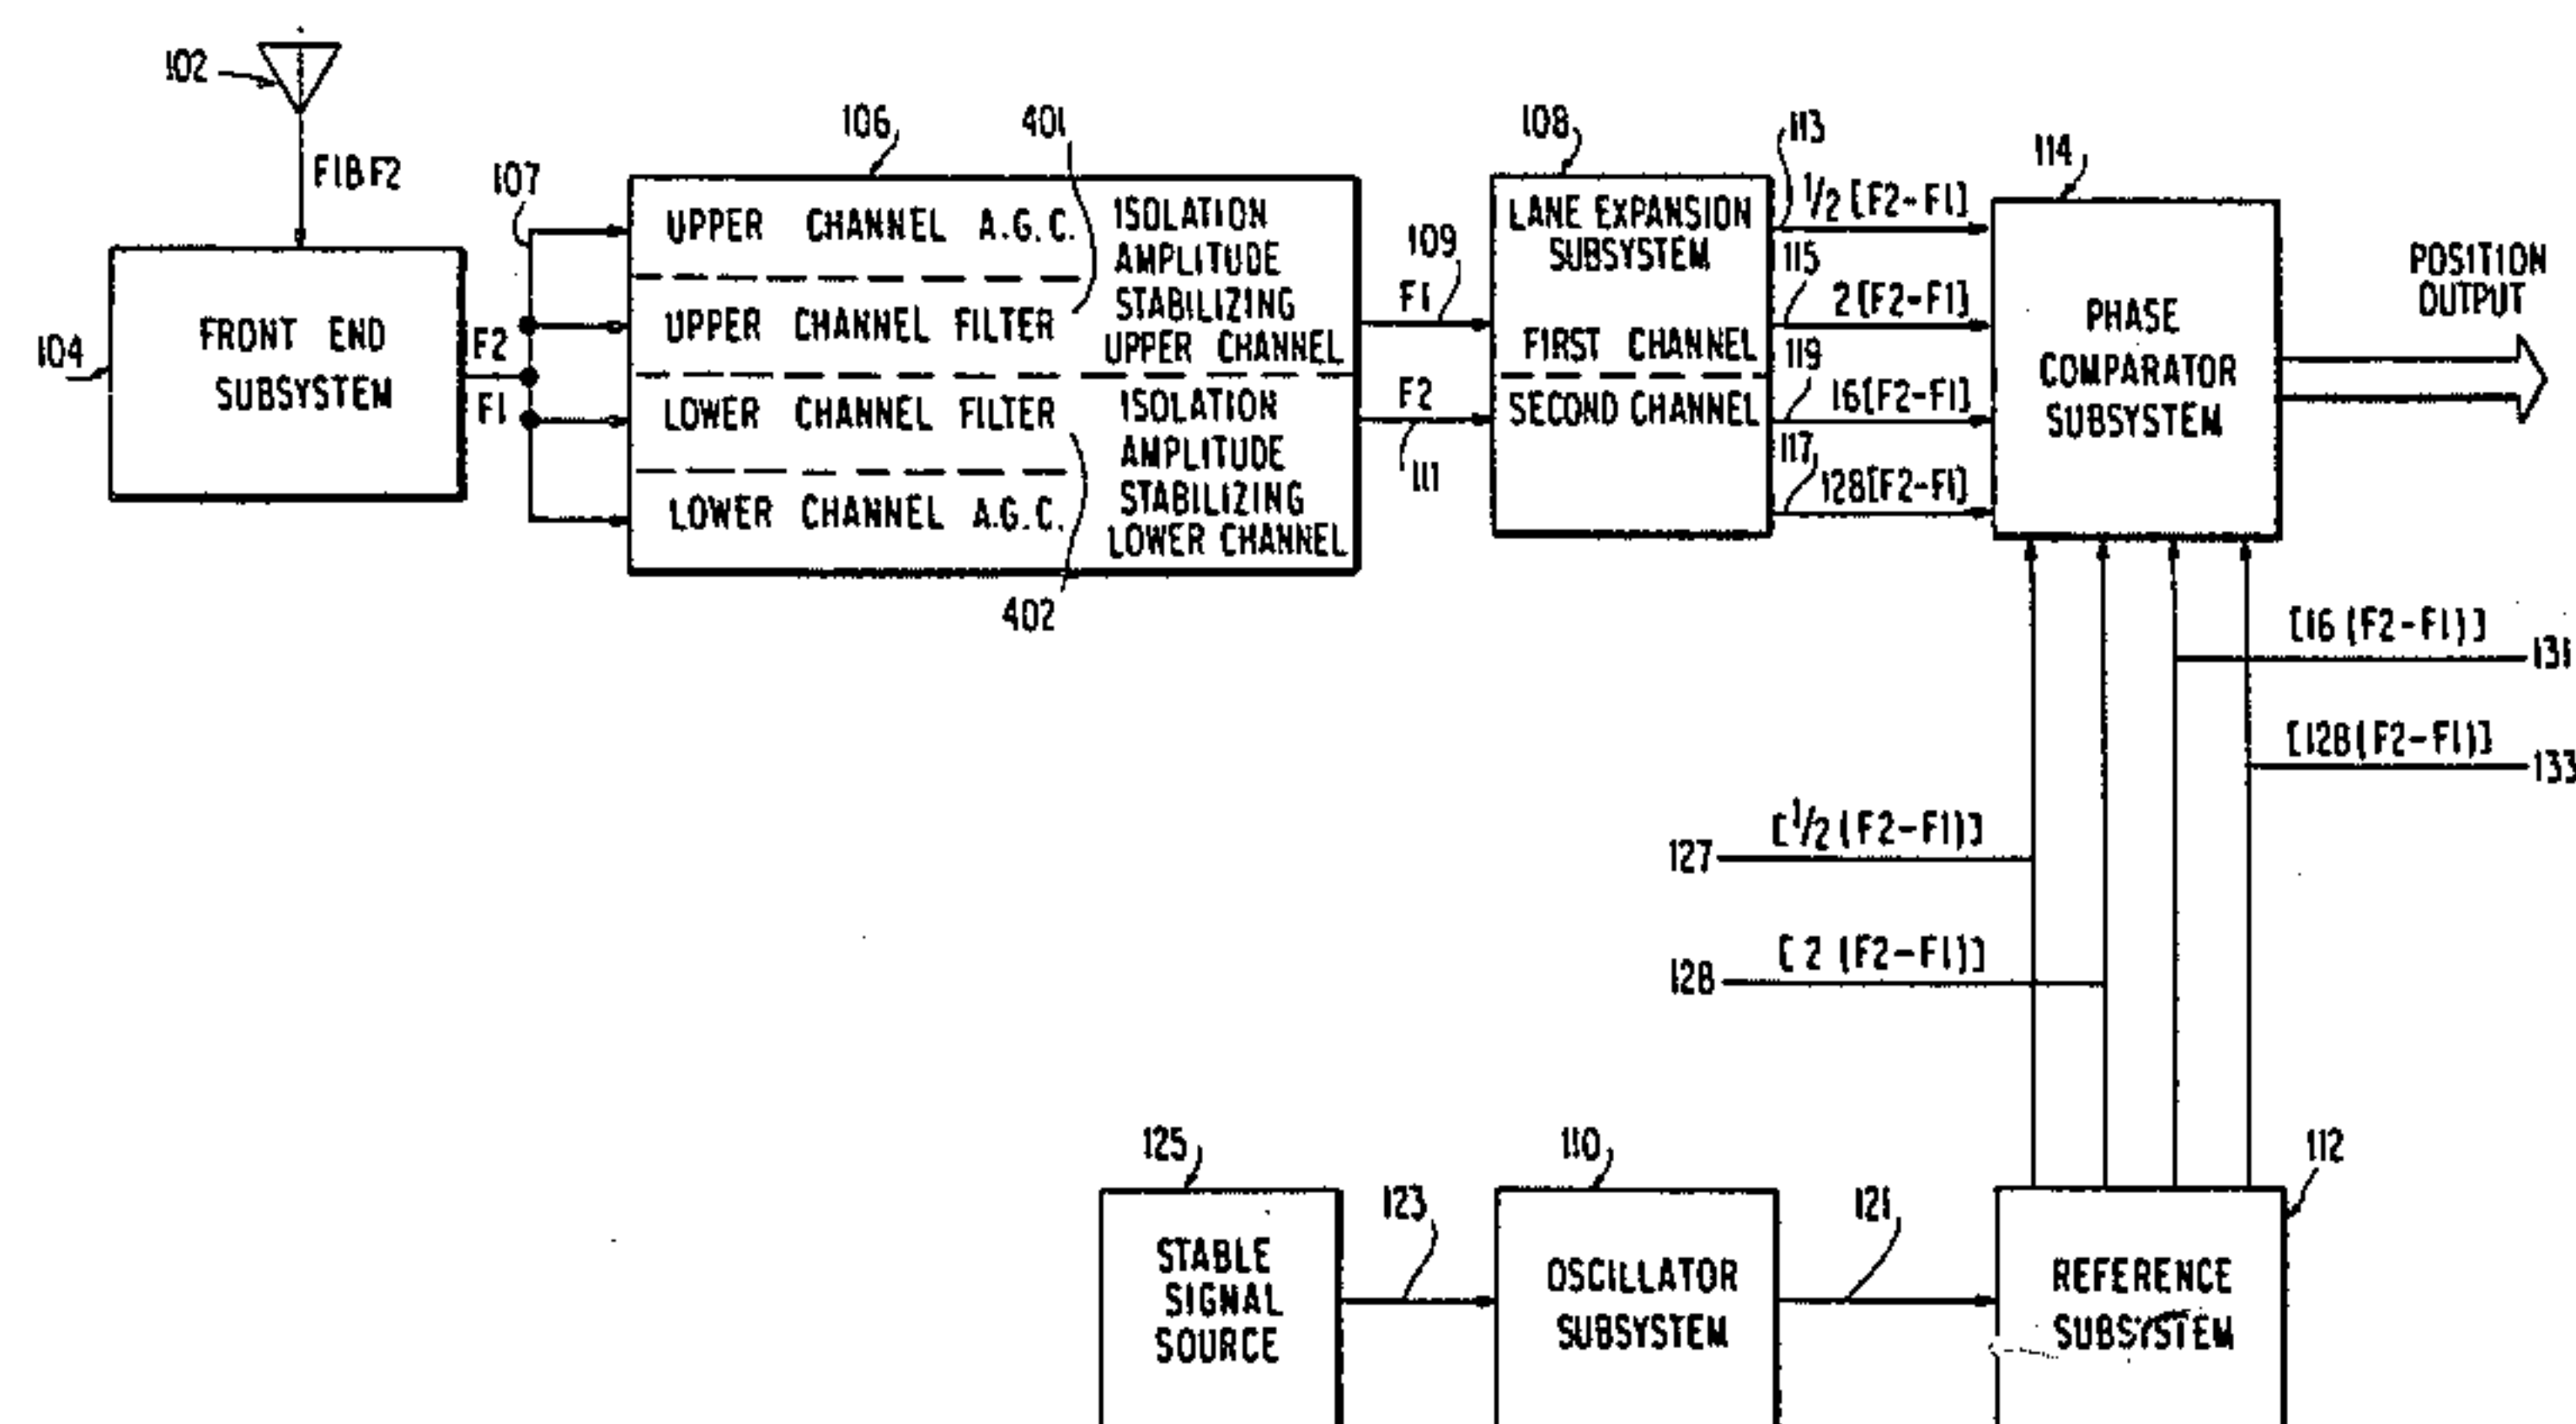 102
F1&F2
104
FRONT END
SUBSYSTEM
F2
F1
107
106
401
UPPER CHANNEL A.G.C.
UPPER CHANNEL FILTER
ISOLATION
AMPLITUDE
STABILIZING
UPPER CHANNEL
LOWER CHANNEL FILTER
LOWER CHANNEL A.G.C.
ISOLATION
AMPLITUDE
STABILIZING
LOWER CHANNEL
402
109
F1
F2
111
108
LANE EXPANSION
SUBSYSTEM
FIRST CHANNEL
SECOND CHANNEL
113
1/2 [F2-F1]
115
2[F2-F1]
119
16[F2-F1]
117
128[F2-F1]
114
PHASE
COMPARATOR
SUBSYSTEM
POSITION
OUTPUT
[16 (F2-F1)]
131
[128(F2-F1)]
133
[1/2 (F2-F1)]
127
[2 (F2-F1)]
128
125
STABLE
SIGNAL
SOURCE
123
110
OSCILLATOR
SUBSYSTEM
121
112
REFERENCE
SUBSYSTEM